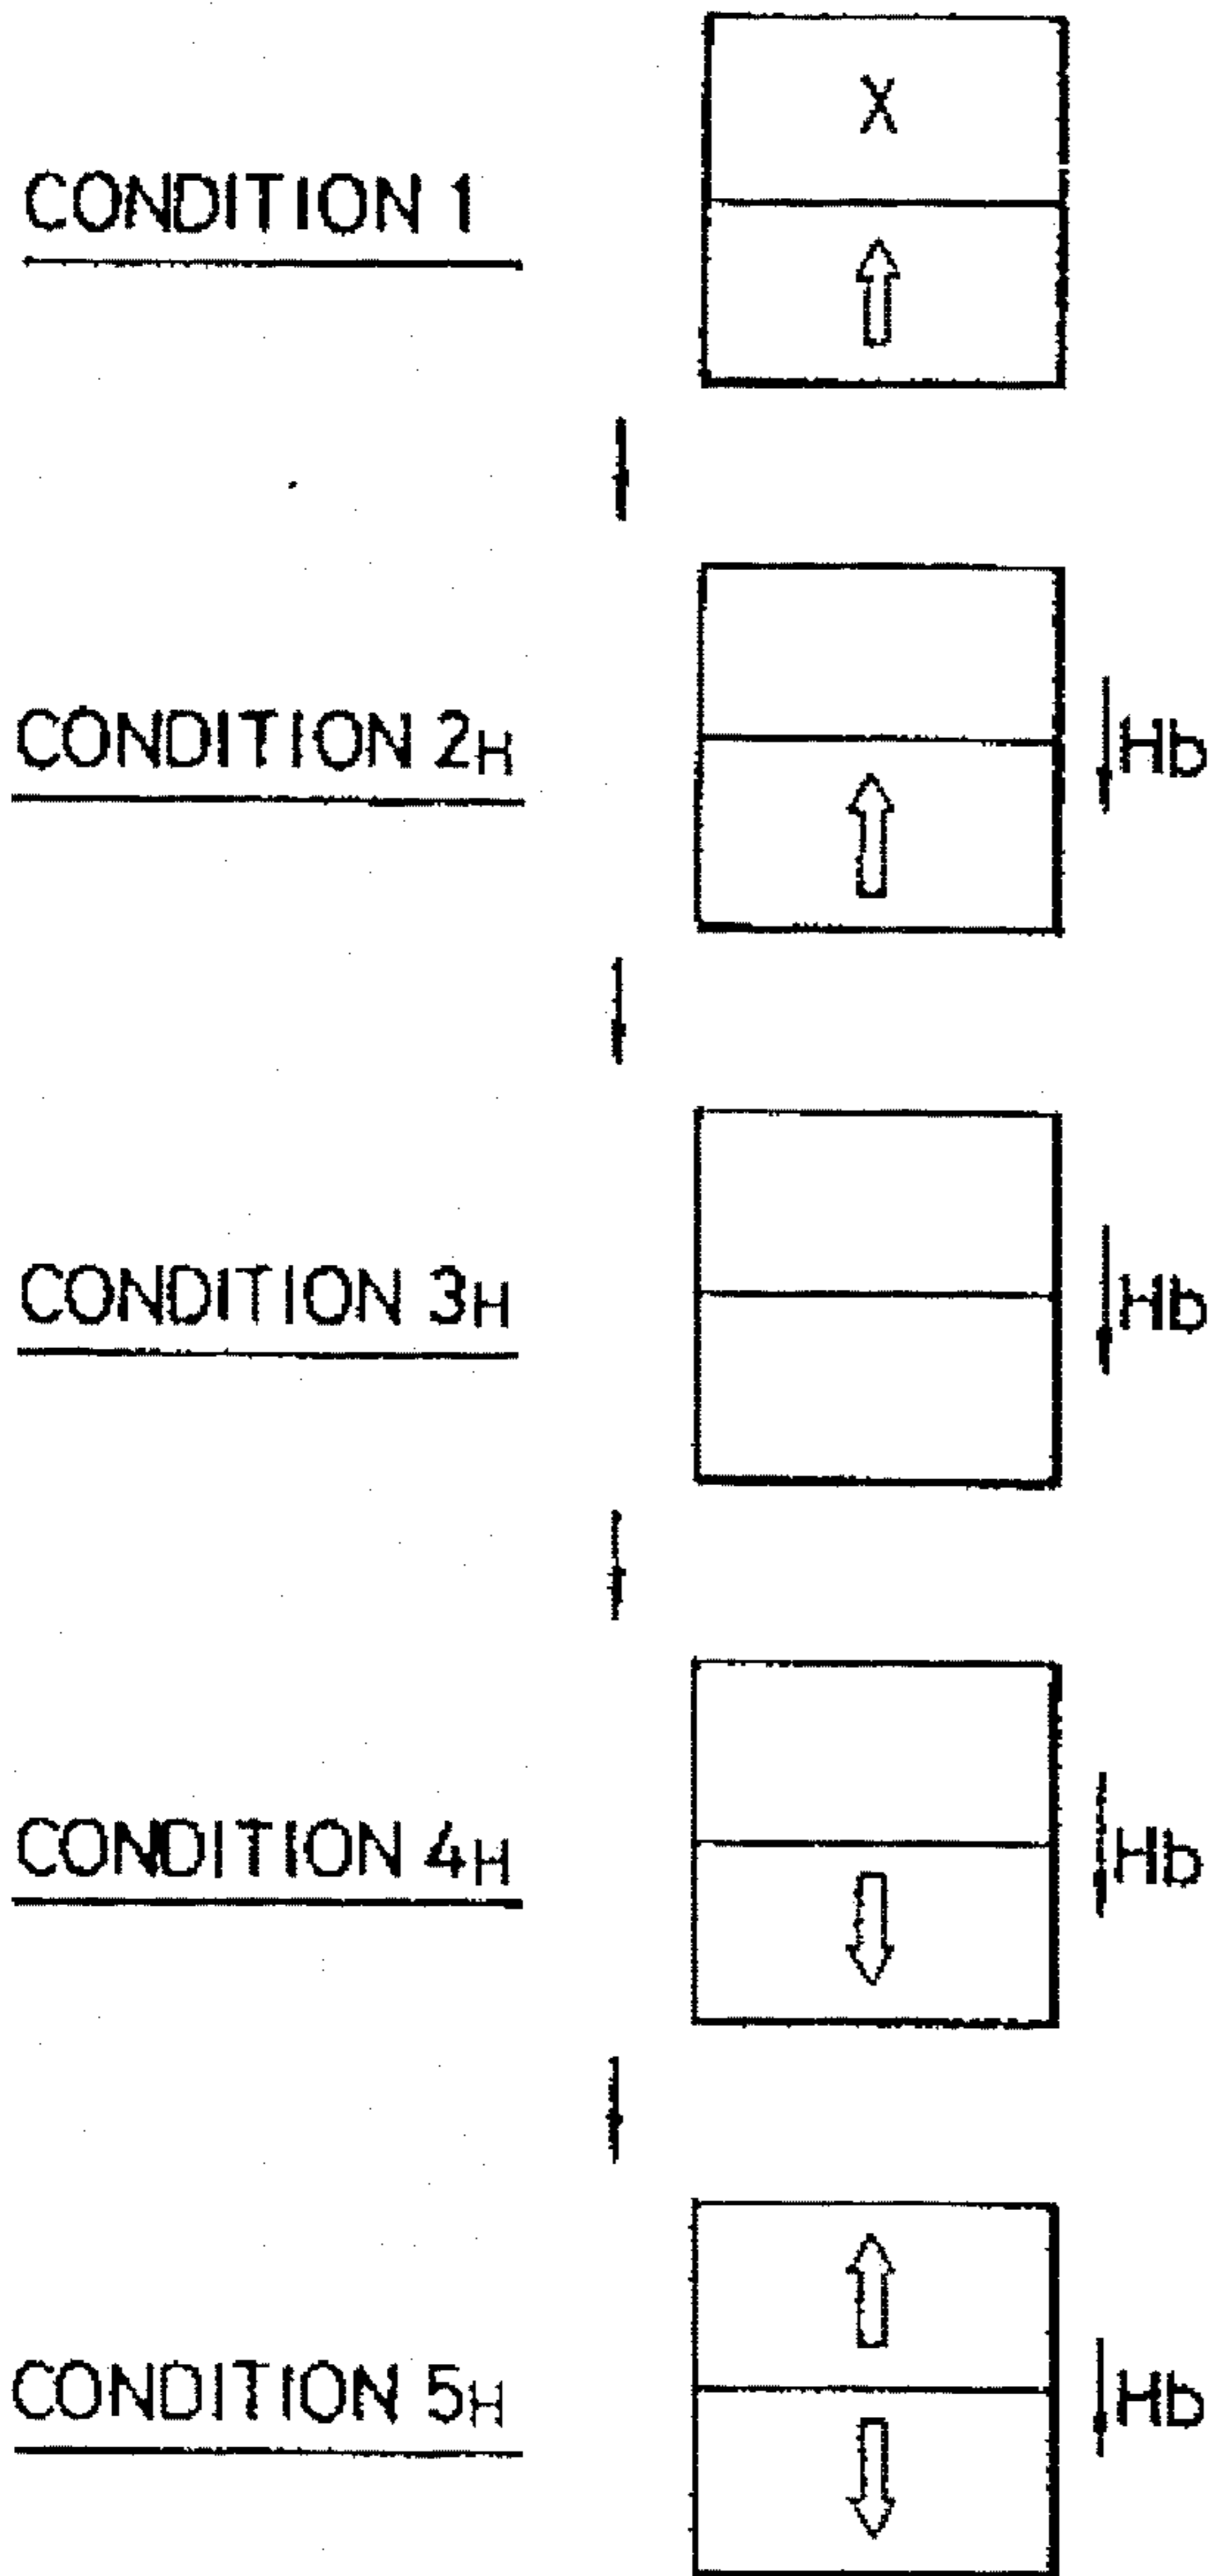 X
CONDITION 1
CONDITION 2H
Hb
CONDITION 3H
Hb
CONDITION 4H
Hb
CONDITION 5H
Hb